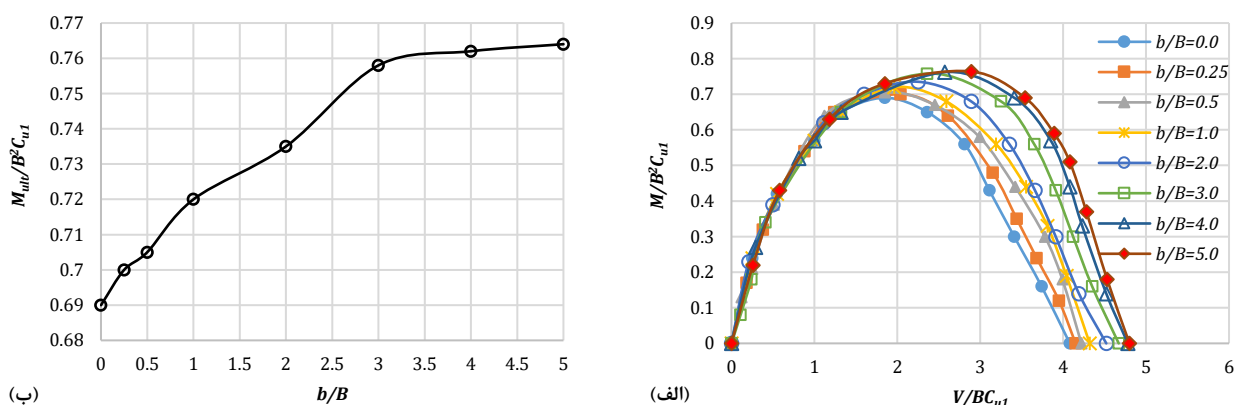 0.77
0.76
0.75
0.74
0.73
0.72
0.71
0.7
0.69
0.68
M_ult/B²C_u1
0 0.5 1 1.5 2 2.5 3 3.5 4 4.5 5
b/B
(ب)
1
0.9
0.8
0.7
0.6
0.5
0.4
0.3
0.2
0.1
0
M/B²C_u1
0 1 2 3 4 5 6
V/BC_u1
(الف)
b/B=0.0
b/B=0.25
b/B=0.5
b/B=1.0
b/B=2.0
b/B=3.0
b/B=4.0
b/B=5.0